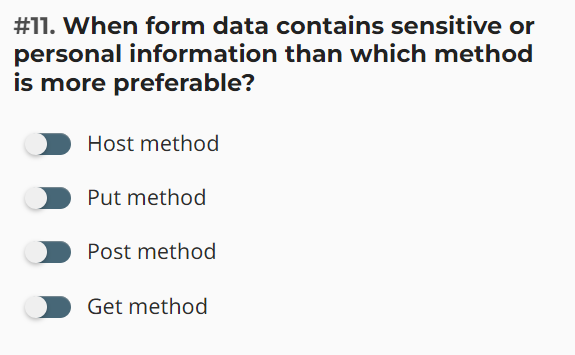 #11. When form data contains sensitive or
personal information than which method
is more preferable?
Host method
Put method
Post method
Get method